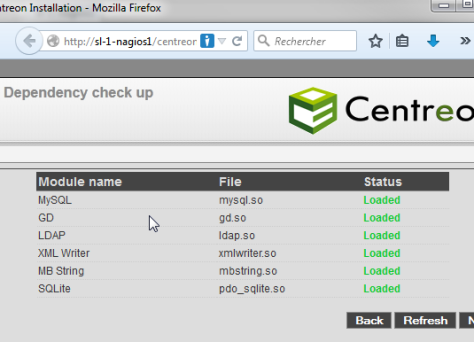 ntreon Installation - Mozilla Firefox
http://sl-1-nagios1/centreor
Rechercher
Dependency check up
Centreo
Module name File Status
MySQL mysql.so Loaded
GD gd.so Loaded
LDAP ldap.so Loaded
XML Writer xmlwriter.so Loaded
MB String mbstring.so Loaded
SQLite pdo_sqlite.so Loaded
Back Refresh N